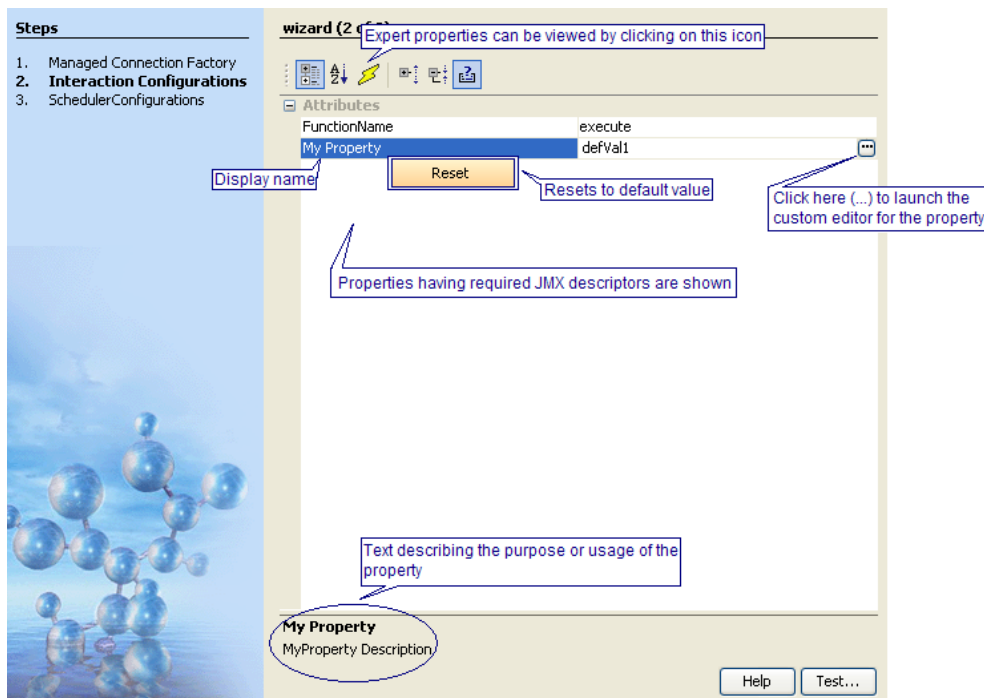 Steps
1. Managed Connection Factory
2. Interaction Configurations
3. SchedulerConfigurations
wizard (2 of
Expert properties can be viewed by clicking on this icon
Attributes
FunctionName execute
My Property defVal1
Display name
Reset
Resets to default value
Click here (...) to launch the
custom editor for the property
Properties having required JMX descriptors are shown
Text describing the purpose or usage of the
property
My Property
MyProperty Description
Help Test...